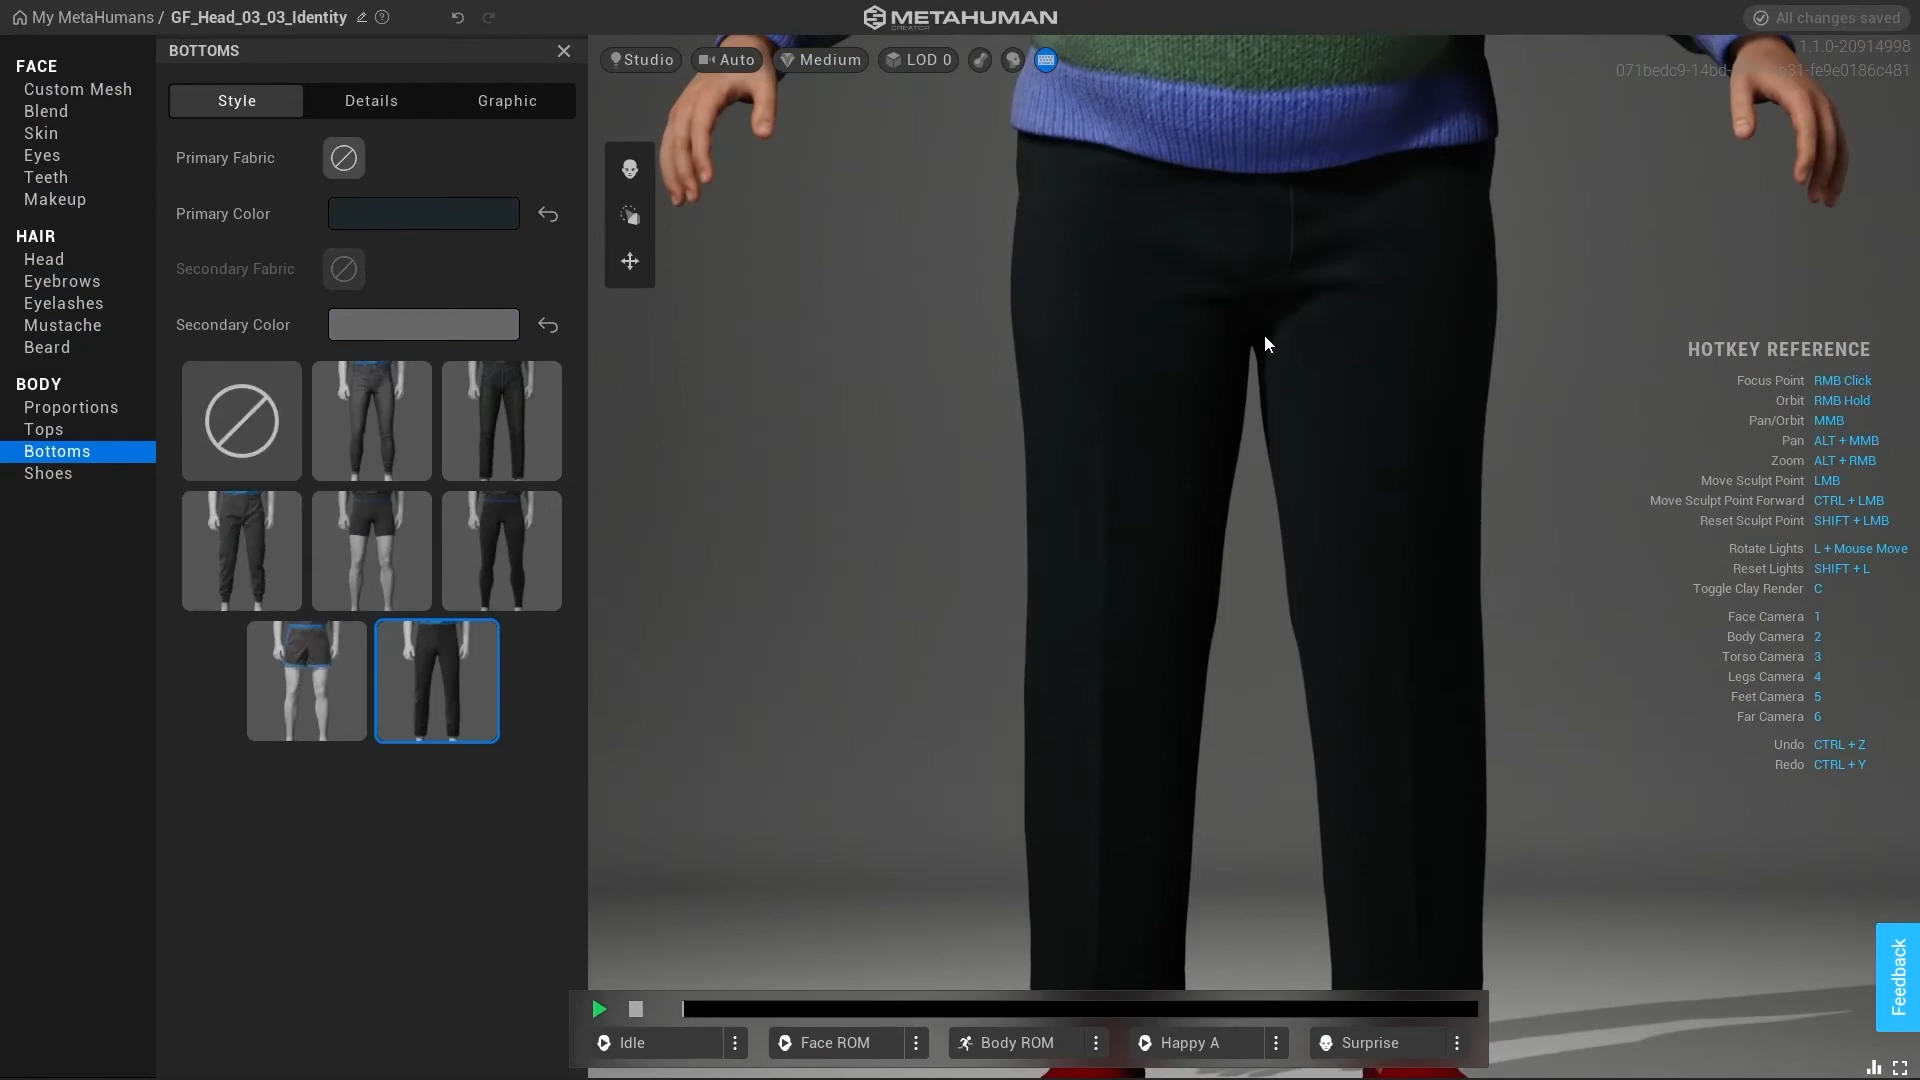 My MetaHumans / GF_Head_03_03_Identity
METAHUMAN
CREATOR
All changes saved
1.1.0-20914998
FACE
Custom Mesh
Blend
Skin
Eyes
Teeth
Makeup
HAIR
Head
Eyebrows
Eyelashes
Mustache
Beard
BODY
Proportions
Tops
Bottoms
Shoes
BOTTOMS
Style
Details
Graphic
Primary Fabric
Primary Color
Secondary Fabric
Secondary Color
Studio
Auto
Medium
LOD 0
HOTKEY REFERENCE
Focus Point RMB Click
Orbit RMB Hold
Pan/Orbit MMB
Pan ALT + MMB
Zoom ALT + RMB
Move Sculpt Point LMB
Move Sculpt Point Forward CTRL + LMB
Reset Sculpt Point SHIFT + LMB
Rotate Lights L + Mouse Move
Reset Lights SHIFT + L
Toggle Clay Render C
Face Camera 1
Body Camera 2
Torso Camera 3
Legs Camera 4
Feet Camera 5
Far Camera 6
Undo CTRL + Z
Redo CTRL + Y
Feedback
Idle
Face ROM
Body ROM
Happy A
Surprise